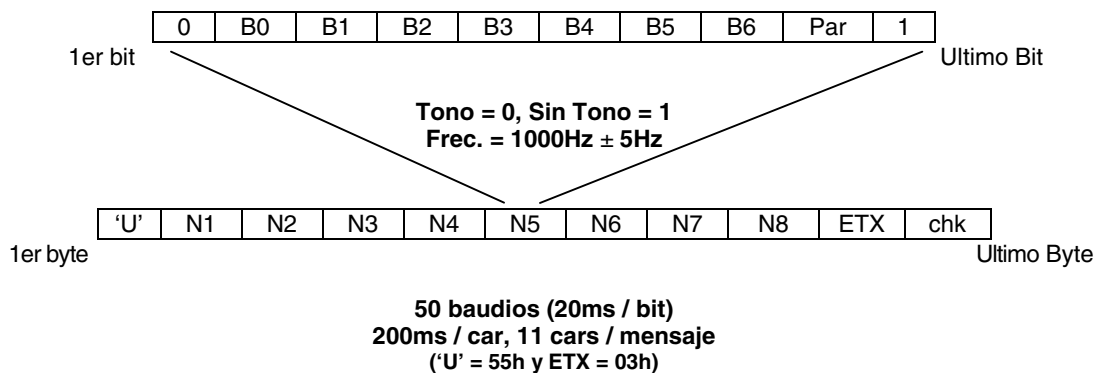 0 B0 B1 B2 B3 B4 B5 B6 Par 1
1er bit Ultimo Bit
Tono = 0, Sin Tono = 1
Frec. = 1000Hz ± 5Hz
‘U’ N1 N2 N3 N4 N5 N6 N7 N8 ETX chk
1er byte Ultimo Byte
50 baudios (20ms / bit)
200ms / car, 11 cars / mensaje
(‘U’ = 55h y ETX = 03h)